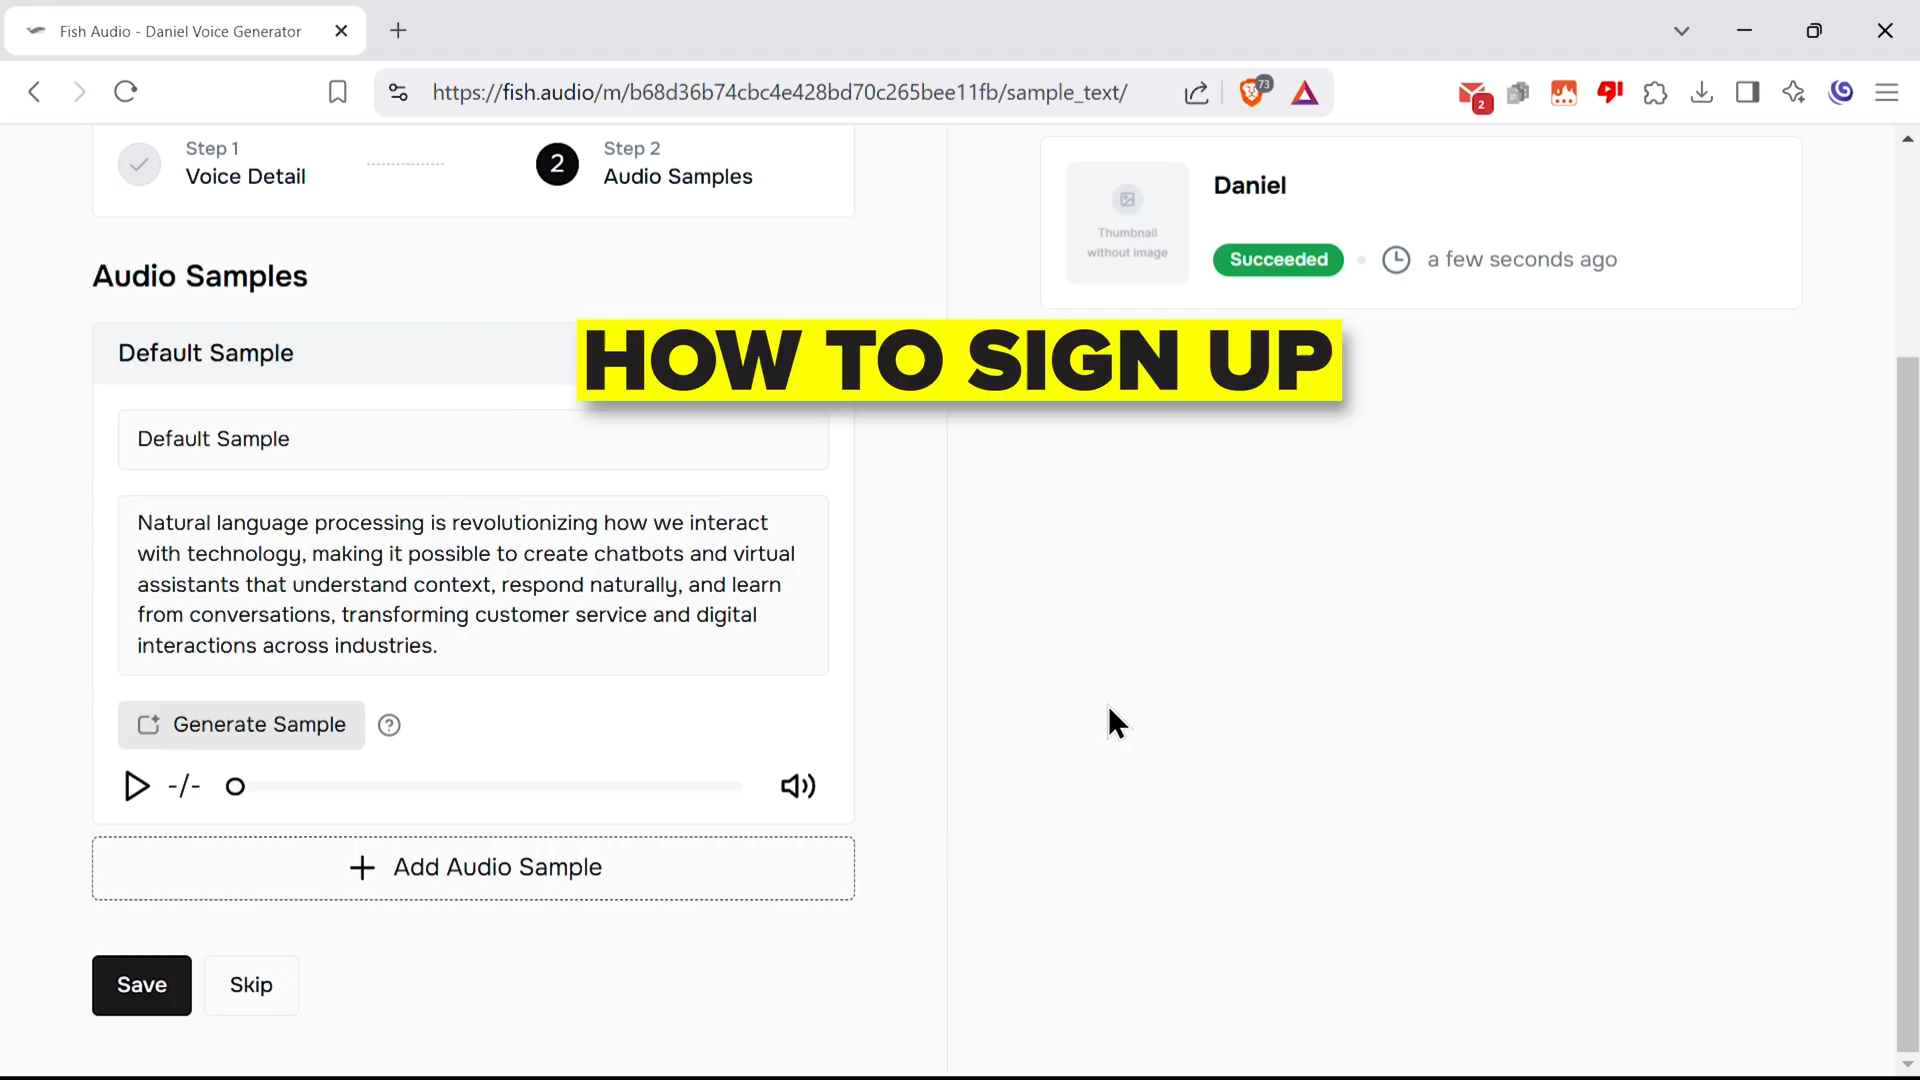 Fish Audio - Daniel Voice Generator
https://fish.audio/m/b68d36b74cbc4e428bd70c265bee11fb/sample_text/
73
2
Step 1
Voice Detail
2
Step 2
Audio Samples
Thumbnail
without image
Daniel
Succeeded
a few seconds ago
Audio Samples
HOW TO SIGN UP
Default Sample
Default Sample
Natural language processing is revolutionizing how we interact
with technology, making it possible to create chatbots and virtual
assistants that understand context, respond naturally, and learn
from conversations, transforming customer service and digital
interactions across industries.
Generate Sample
-/-
Add Audio Sample
Save
Skip